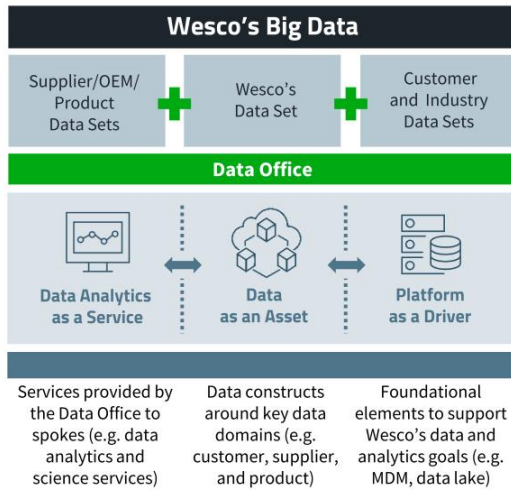 Wesco's Big Data
Supplier/OEM/
Product
Data Sets
Wesco's
Data Set
Customer
and Industry
Data Sets
Data Office
Data Analytics
as a Service
Data
as an Asset
Platform
as a Driver
Services provided by
the Data Office to
spokes (e.g. data
analytics and
science services)
Data constructs
around key data
domains (e.g.
customer, supplier,
and product)
Foundational
elements to support
Wesco's data and
analytics goals (e.g.
MDM, data lake)